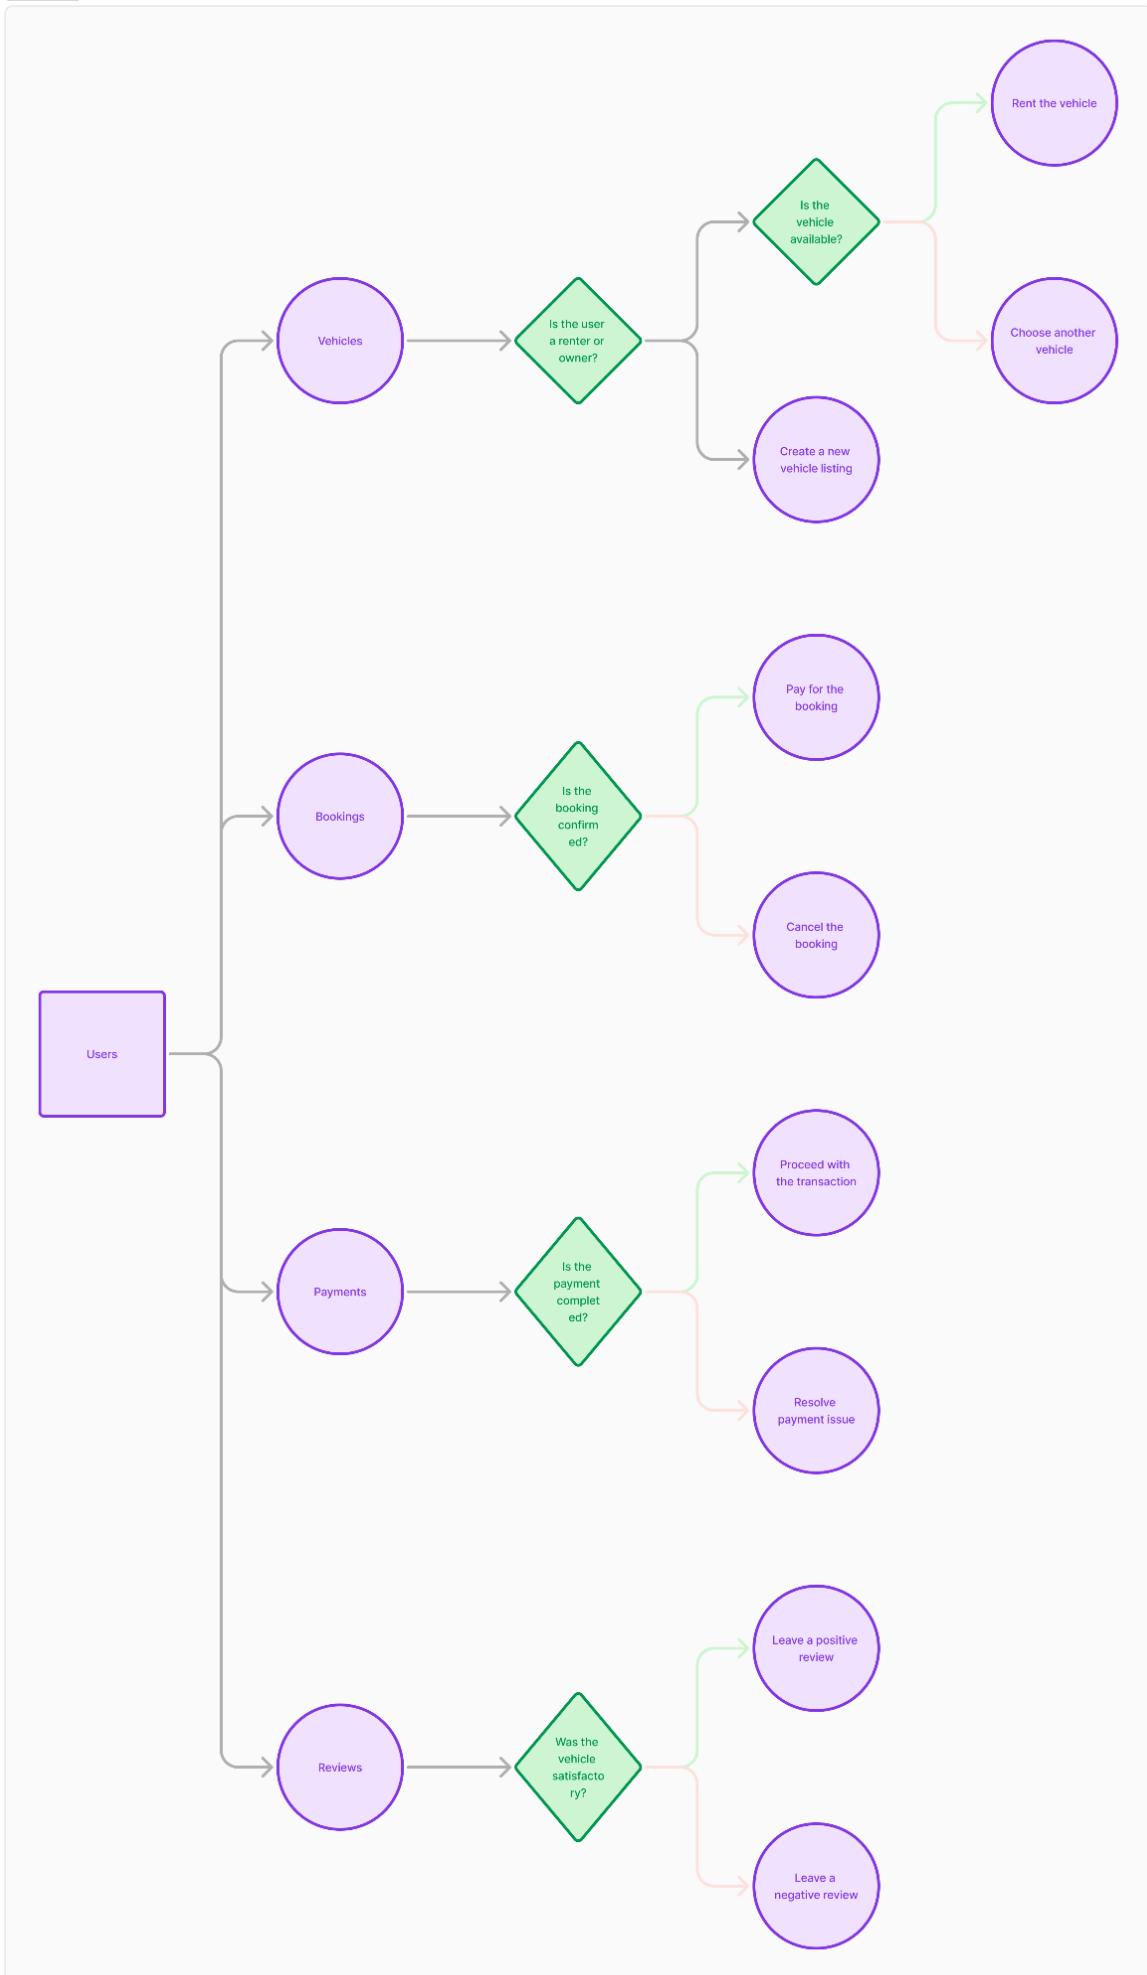 Rent the vehicle
Is the
vehicle
available?
Choose another
vehicle
Vehicles
Is the user
a renter or
owner?
Create a new
vehicle listing
Pay for the
booking
Bookings
Is the
booking
confirm
ed?
Cancel the
booking
Users
Proceed with
the transaction
Payments
Is the
payment
complet
ed?
Resolve
payment issue
Leave a positive
review
Reviews
Was the
vehicle
satisfacto
ry?
Leave a
negative review